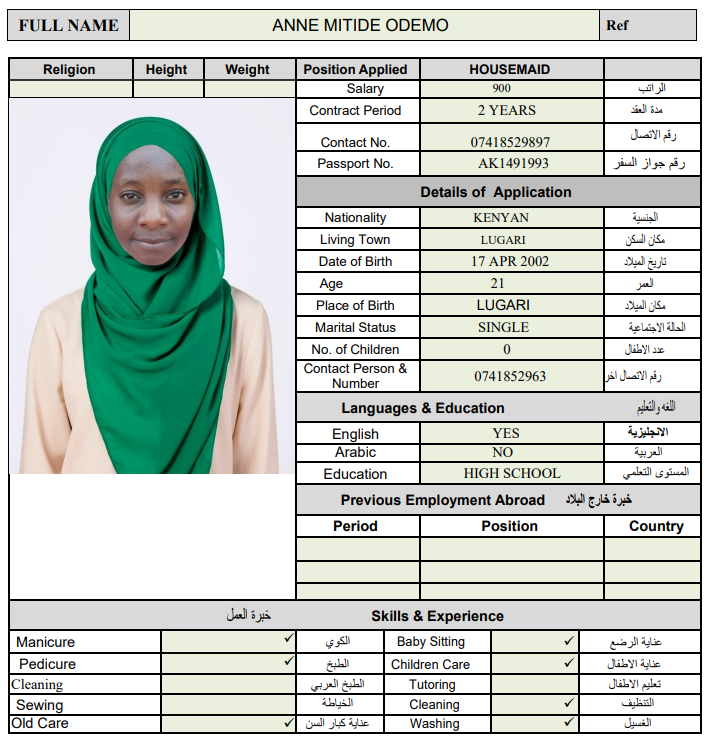 FULL NAME ANNE MITIDE ODEMO Ref
Religion Height Weight Position Applied HOUSEMAID
Salary 900 الراتب
Contract Period 2 YEARS مدة العقد
Contact No. 07418529897 رقم الاتصال
Passport No. AK1491993 رقم جواز السفر
Details of Application
Nationality KENYAN الجنسية
Living Town LUGARI مكان السكن
Date of Birth 17 APR 2002 تاريخ الميلاد
Age 21 العمر
Place of Birth LUGARI مكان الميلاد
Marital Status SINGLE الحالة الاجتماعية
No. of Children 0 عدد الاطفال
Contact Person &
Number 0741852963 رقم الاتصال اخر
Languages & Education اللغه والتعليم
English YES الانجليزية
Arabic NO العربية
Education HIGH SCHOOL المستوى التعلمي
Previous Employment Abroad خبرة خارج البلاد
Period Position Country
خبرة العمل Skills & Experience
Manicure ✓ الكوي Baby Sitting ✓ عناية الرضع
Pedicure ✓ الطبخ Children Care ✓ عناية الاطفال
Cleaning الطبخ العربي Tutoring تعليم الاطفال
Sewing الخياطة Cleaning ✓ التنظيف
Old Care ✓ عناية كبار السن Washing ✓ الغسيل